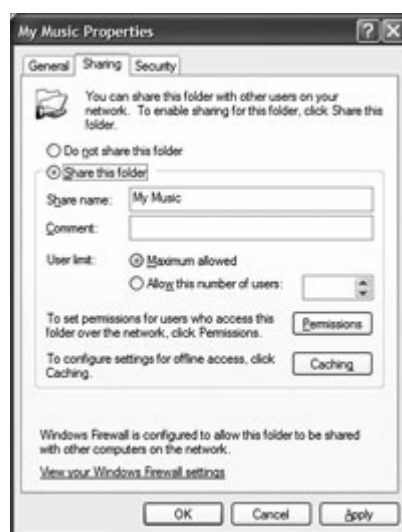 My Music Properties
General Sharing Security
You can share this folder with other users on your
network. To enable sharing for this folder, click Share this
folder.
Do not share this folder
Share this folder
Share name: My Music
Comment:
User limit: Maximum allowed
Allow this number of users:
To set permissions for users who access this
folder over the network, click Permissions.
Permissions
To configure settings for offline access, click
Caching.
Caching
Windows Firewall is configured to allow this folder to be shared
with other computers on the network.
View your Windows Firewall settings
OK Cancel Apply